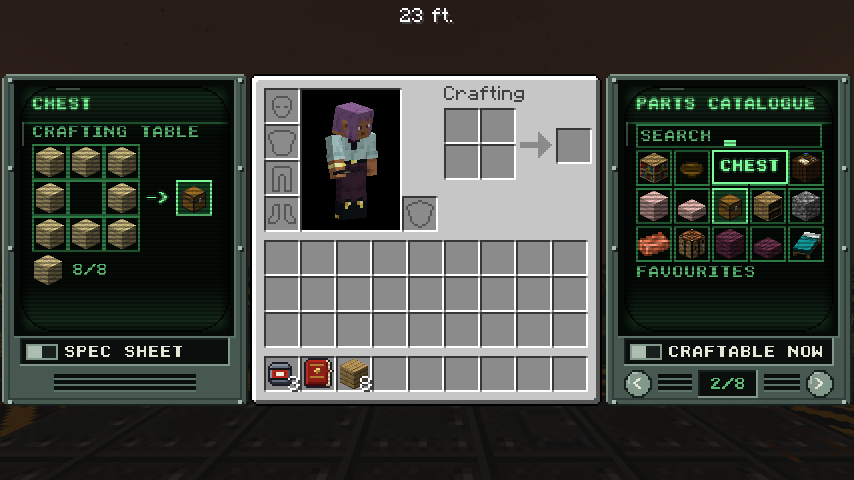 23 ft.
CHEST
CRAFTING TABLE
8/8
SPEC SHEET
Crafting
3
8
PARTS CATALOGUE
SEARCH
CHEST
FAVOURITES
CRAFTABLE NOW
2/8